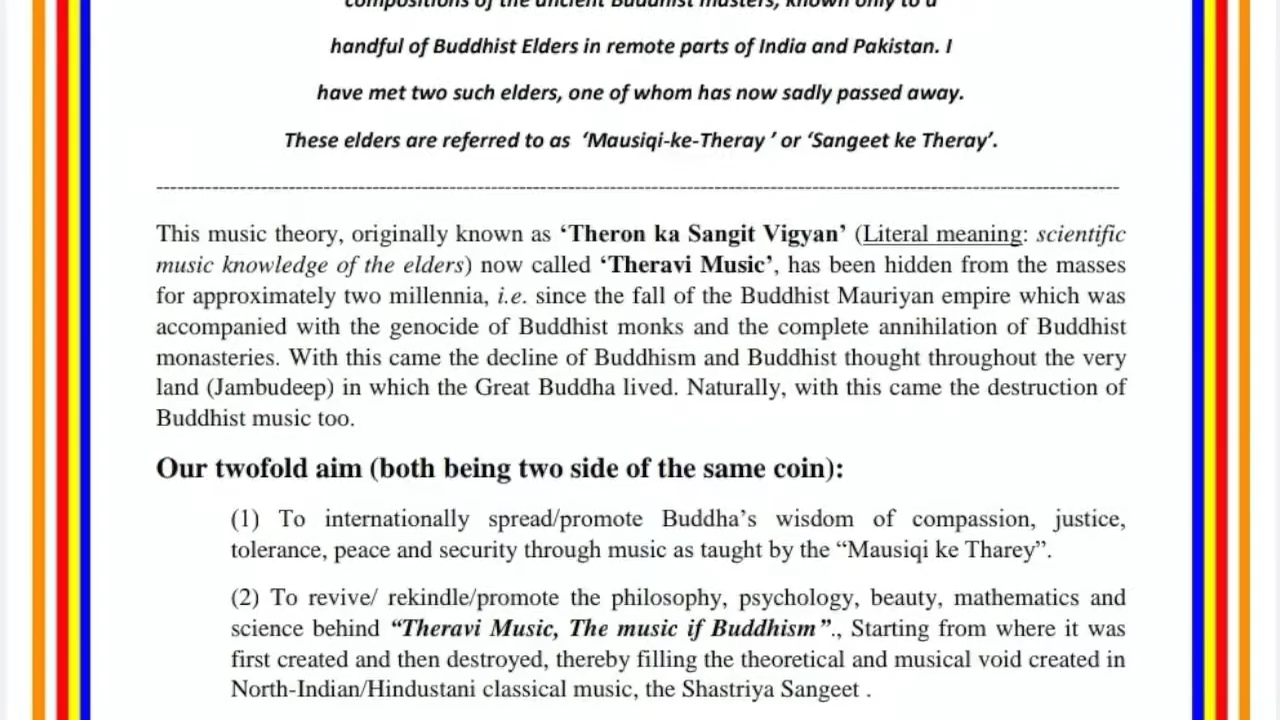 compositions of the ancient Buddhist masters, known only to a
handful of Buddhist Elders in remote parts of India and Pakistan. I
have met two such elders, one of whom has now sadly passed away.
These elders are referred to as ‘Mausiqi-ke-Theray ’ or ‘Sangeet ke Theray’.
This music theory, originally known as ‘Theron ka Sangit Vigyan’ (Literal meaning: scientific
music knowledge of the elders) now called ‘Theravi Music’, has been hidden from the masses
for approximately two millennia, i.e. since the fall of the Buddhist Mauriyan empire which was
accompanied with the genocide of Buddhist monks and the complete annihilation of Buddhist
monasteries. With this came the decline of Buddhism and Buddhist thought throughout the very
land (Jambudeep) in which the Great Buddha lived. Naturally, with this came the destruction of
Buddhist music too.
Our twofold aim (both being two side of the same coin):
(1) To internationally spread/promote Buddha’s wisdom of compassion, justice,
tolerance, peace and security through music as taught by the “Mausiqi ke Tharey”.
(2) To revive/ rekindle/promote the philosophy, psychology, beauty, mathematics and
science behind “Theravi Music, The music if Buddhism”., Starting from where it was
first created and then destroyed, thereby filling the theoretical and musical void created in
North-Indian/Hindustani classical music, the Shastriya Sangeet .